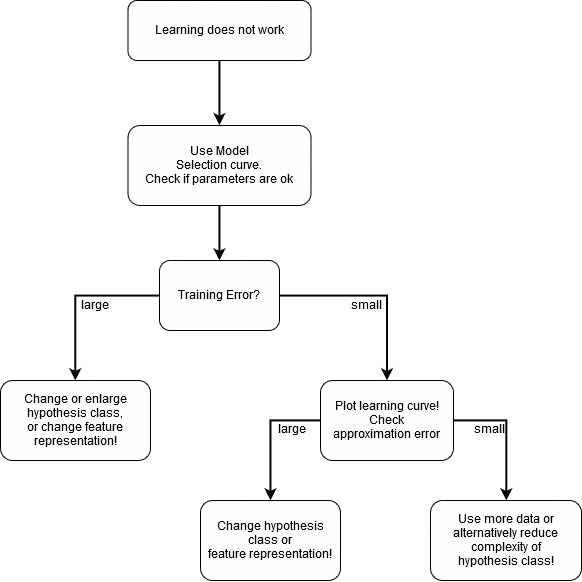 Learning does not work
Use Model
Selection curve.
Check if parameters are ok
Training Error?
large
small
Change or enlarge
hypothesis class,
or change feature
representation!
Plot learning curve!
Check
approximation error
large
small
Change hypothesis
class or
feature representation!
Use more data or
alternatively reduce
complexity of
hypothesis class!